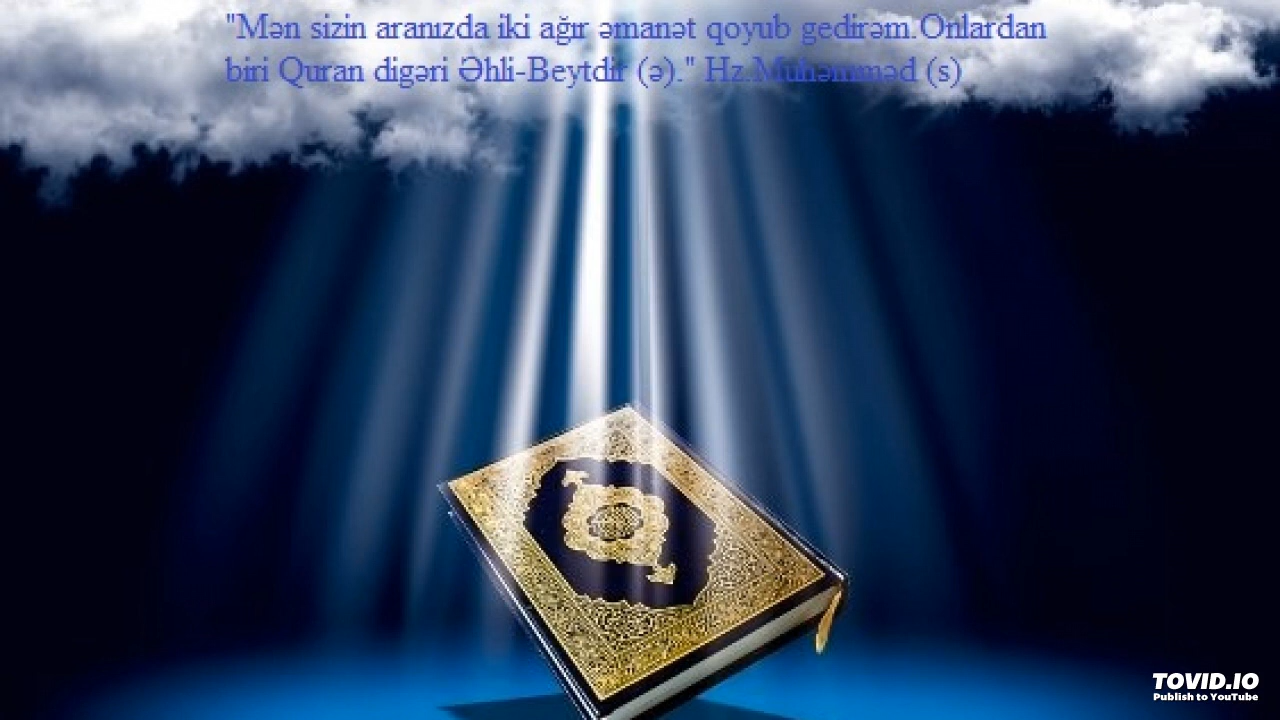 "Mən sizin aranızda iki ağır əmanət qoyub gedirəm.Onlardan
biri Quran digəri Əhli-Beytdir (ə)." Hz.Mühəmməd (s)
TOVID.IO
Publish to YouTube